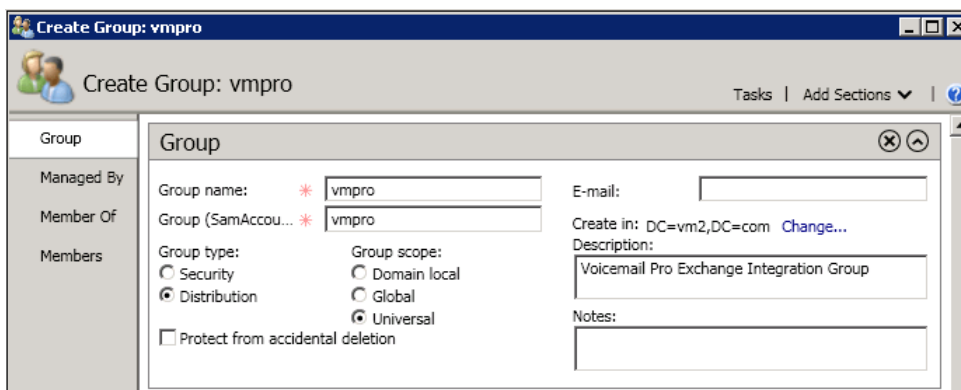 Create Group: vmpro
Create Group: vmpro
Tasks | Add Sections |
Group
Managed By
Member Of
Members
Group
Group name: * vmpro
Group (SamAccou... * vmpro
Group type:
Security
Distribution
Group scope:
Domain local
Global
Universal
Protect from accidental deletion
E-mail:
Create in: DC=vm2,DC=com Change...
Description:
Voicemail Pro Exchange Integration Group
Notes: